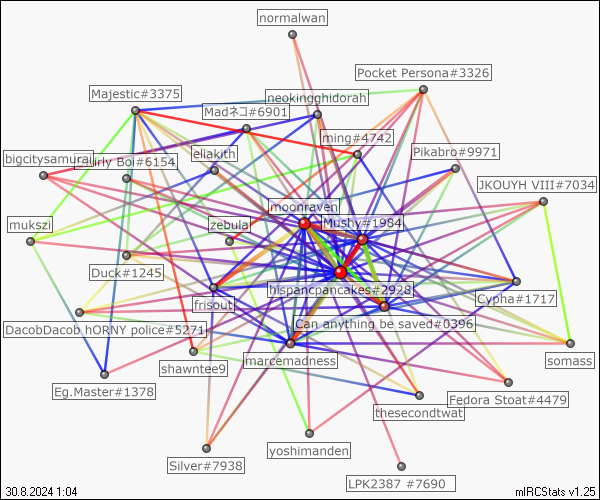 normalwan
Pocket Persona#3326
Majestic#3375
neokingghidorah
Madネコ#6901
ming#4742
Pikabro#9971
bigcitysamurai
eliakith
JKOUYH VIII#7034
moonraven
mukszi
zebula
Mushy#1984
Duck#1245
hispancpancakes#2928
Cypha#1717
frisout
DacobDacob hORNY police#5271
Can anything be saved#0396
shawntee9
marcemadness
somass
Eg.Master#1378
Fedora Stoat#4479
thesecondtwat
yoshimanden
Silver#7938
LPK2387 #7690
30.8.2024 1:04
mIRCStats v1.25